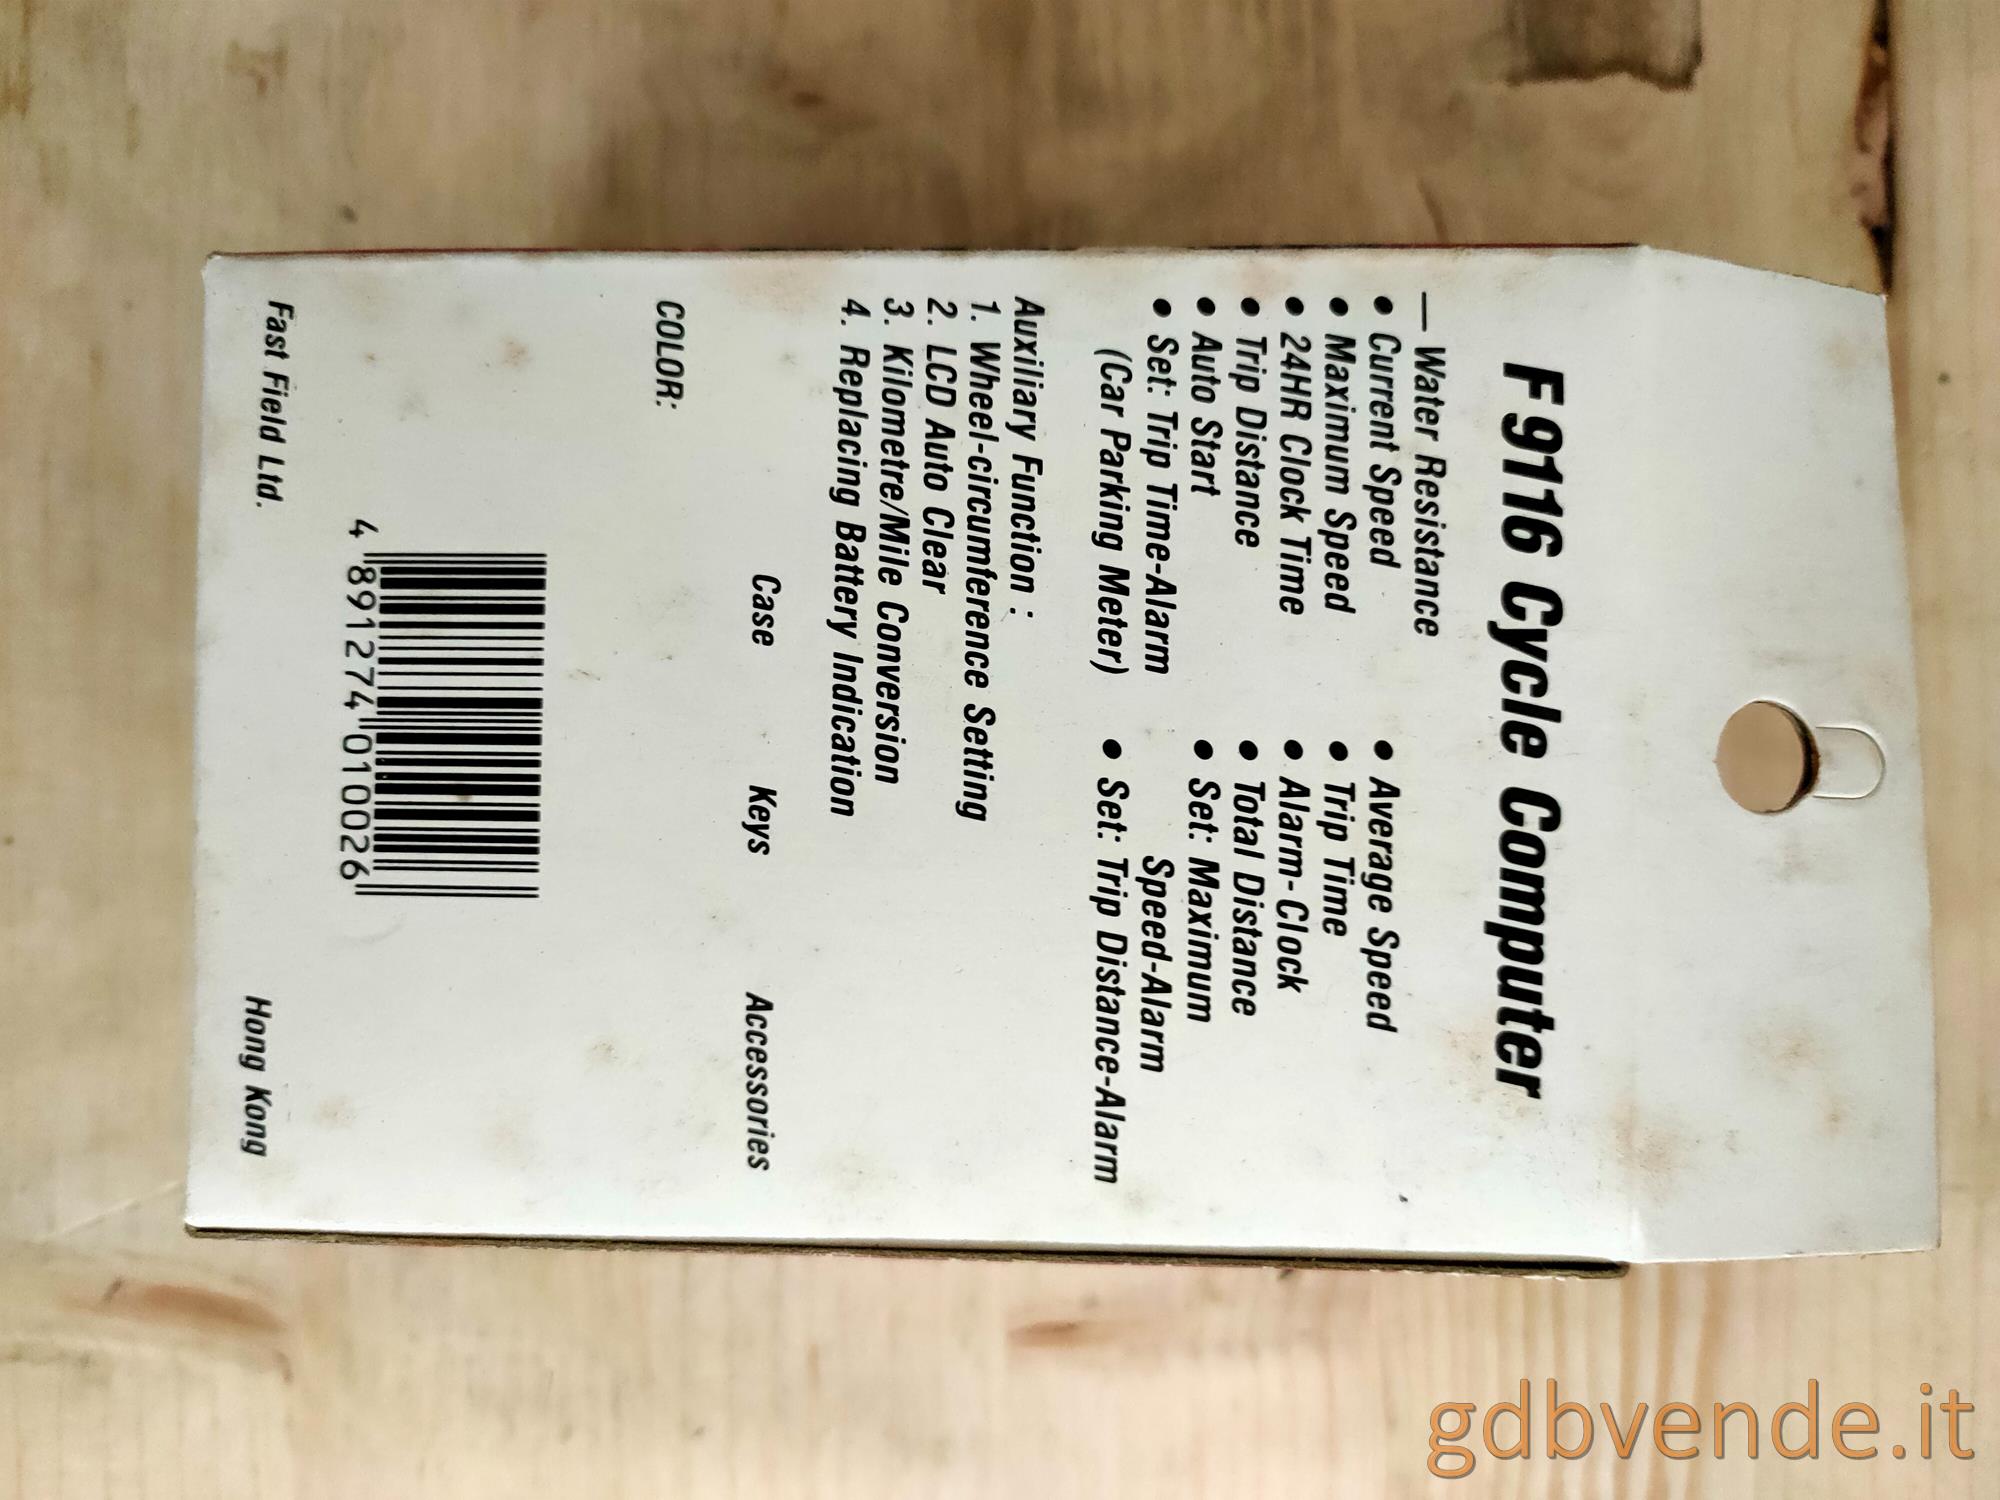 F9116 Cycle Computer
— Water Resistance
● Current Speed
● Maximum Speed
● 24HR Clock Time
● Trip Distance
● Auto Start
● Set: Trip Time-Alarm
(Car Parking Meter)
● Average Speed
● Trip Time
● Alarm-Clock
● Total Distance
● Set: Maximum
Speed-Alarm
● Set: Trip Distance-Alarm
Auxiliary Function :
1. Wheel-circumference Setting
2. LCD Auto Clear
3. Kilometre/Mile Conversion
4. Replacing Battery Indication
Case Keys Accessories
COLOR:
4 891274 010026
Fast Field Ltd. Hong Kong
gdbvende.it